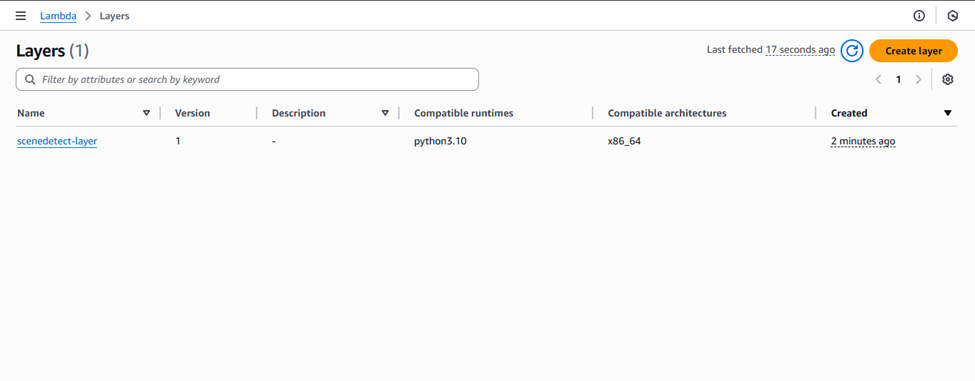 Lambda > Layers
Layers (1)
Last fetched 17 seconds ago
Create layer
Filter by attributes or search by keyword
1
Name Version Description Compatible runtimes Compatible architectures Created
scenedetect-layer 1 - python3.10 x86_64 2 minutes ago